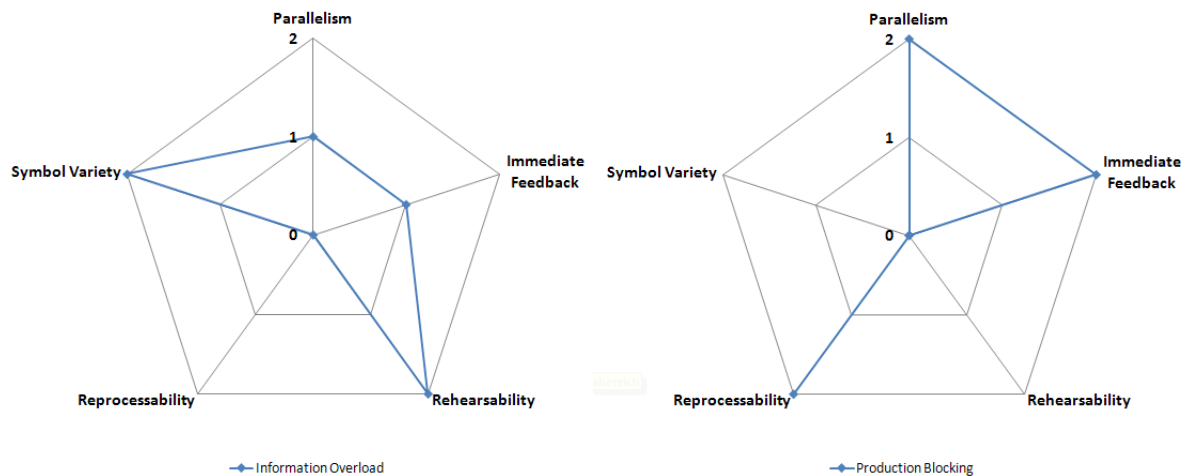 Parallelism
2
1
0
Symbol Variety
Immediate
Feedback
Reprocessability
Rehearsability
Information Overload
Parallelism
2
1
0
Symbol Variety
Immediate
Feedback
Reprocessability
Rehearsability
Production Blocking